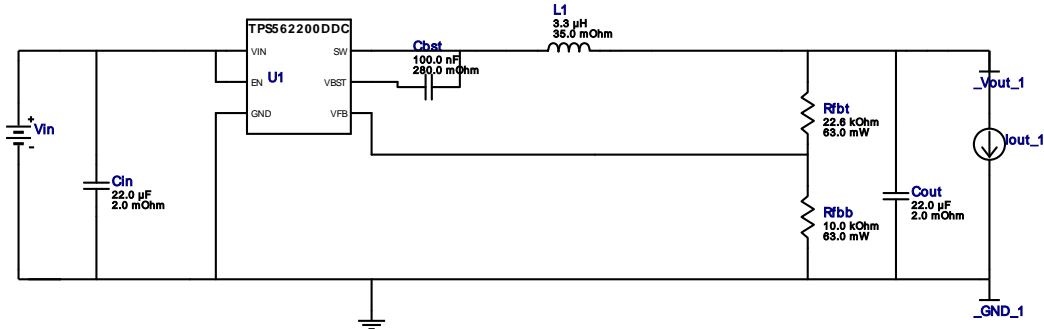 L1
3.3 µH
35.0 mOhm
TPS562200DDC
VIN
SW
EN
U1
VBST
GND
VFB
Cbst
100.0 nF
280.0 mOhm
+
Vin
-
Cin
22.0 µF
2.0 mOhm
Rfbt
22.6 kOhm
63.0 mW
Rfbb
10.0 kOhm
63.0 mW
Cout
22.0 µF
2.0 mOhm
_Vout_1
Iout_1
_GND_1